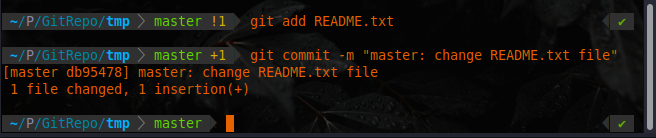 ~/P/GitRepo/tmp master !1 git add README.txt ✔
~/P/GitRepo/tmp master +1 git commit -m "master: change README.txt file"
[master db95478] master: change README.txt file
1 file changed, 1 insertion(+)
~/P/GitRepo/tmp master ✔